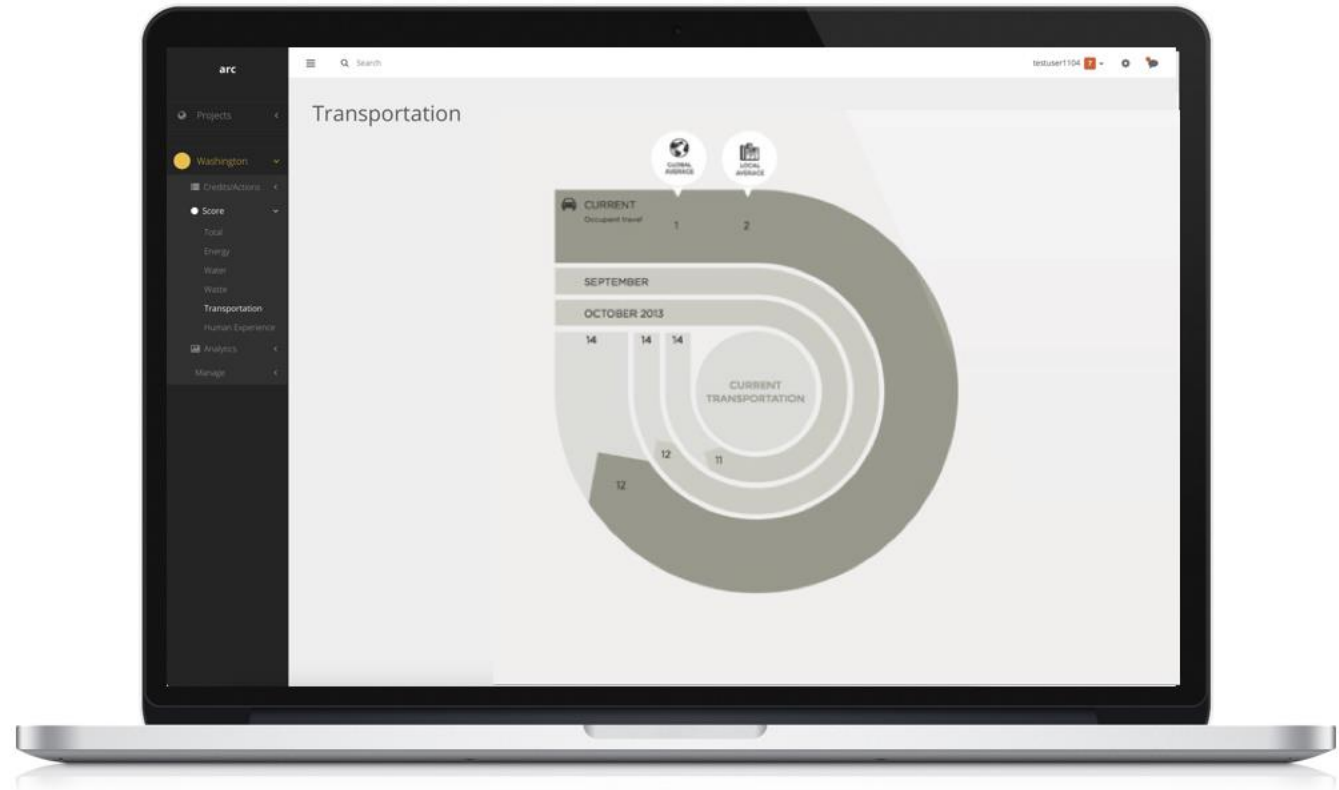 arc
Search
testuser1104 7
Projects
Washington
Credits/Actions
Score
Total
Energy
Water
Waste
Transportation
Human Experience
Analytics
Manage
Transportation
GLOBAL
AVERAGE
LOCAL
AVERAGE
CURRENT
Occupant travel
1 2
SEPTEMBER
OCTOBER 2013
14 14 14
CURRENT
TRANSPORTATION
12 11
12